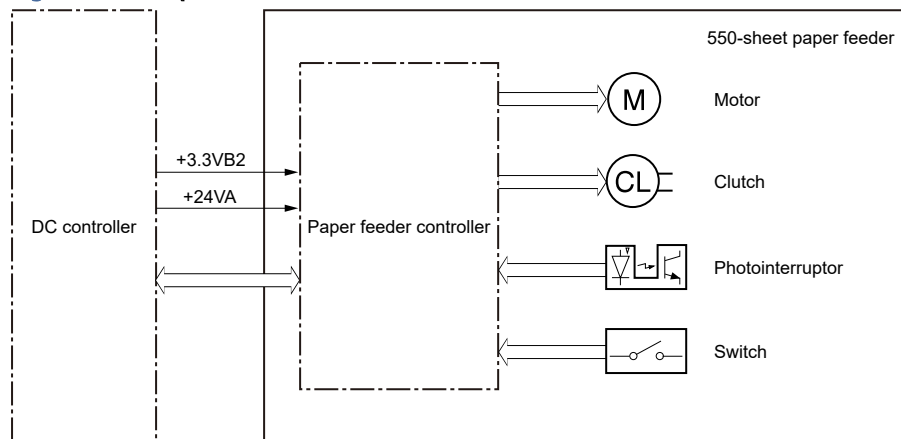 550-sheet paper feeder
M
Motor
+3.3VB2
CL
Clutch
+24VA
DC controller
Paper feeder controller
Photointerruptor
Switch